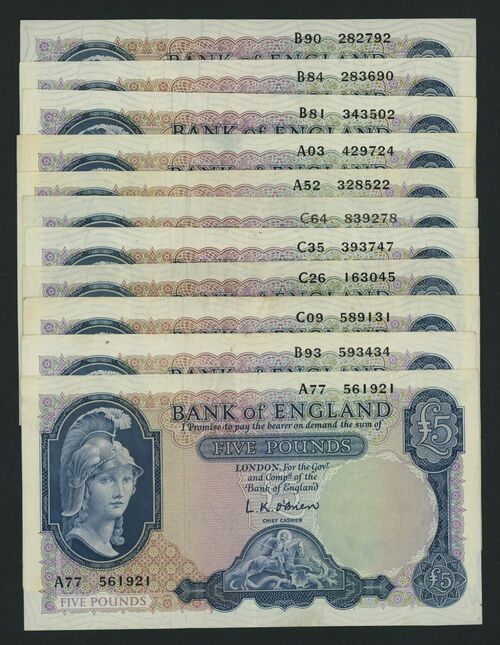 B90 282792
BANK of ENGLAND
B84 283690
B81 343502
BANK of ENGLAND
A03 429724
A52 328522
C64 839278
C35 393747
C26 163045
C09 589131
B93 593434
A77 561921
BANK of ENGLAND
£5
I Promise to pay the bearer on demand the sum of
FIVE POUNDS
LONDON, For the Govr.
and Compa. of the
Bank of England
L.K.O'Brien
CHIEF CASHIER
A77 561921
£5
FIVE POUNDS